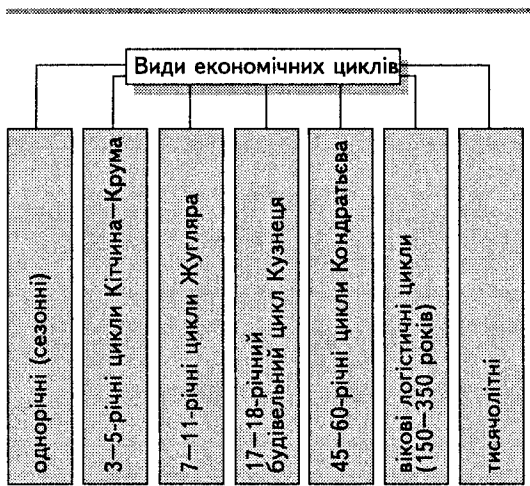 Види економічних циклів
однорічні (сезонні)
3–5-річні цикли Кітчина–Крума
7–11-річні цикли Жугляра
17–18-річний
будівельний цикл Кузнеця
45–60-річні цикли Кондратьєва
вікові логістичні цикли
(150–350 років)
тисячолітні